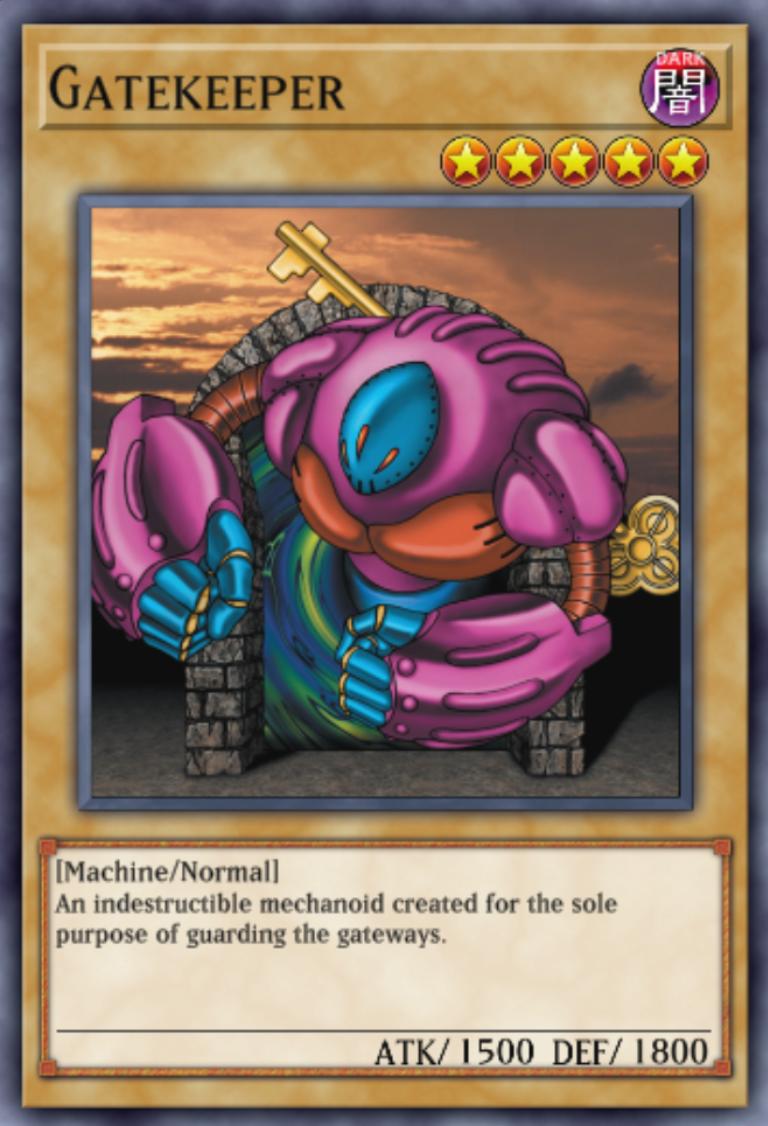 GATEKEEPER
DARK
闇
[Machine/Normal]
An indestructible mechanoid created for the sole
purpose of guarding the gateways.
ATK/ 1500 DEF/ 1800